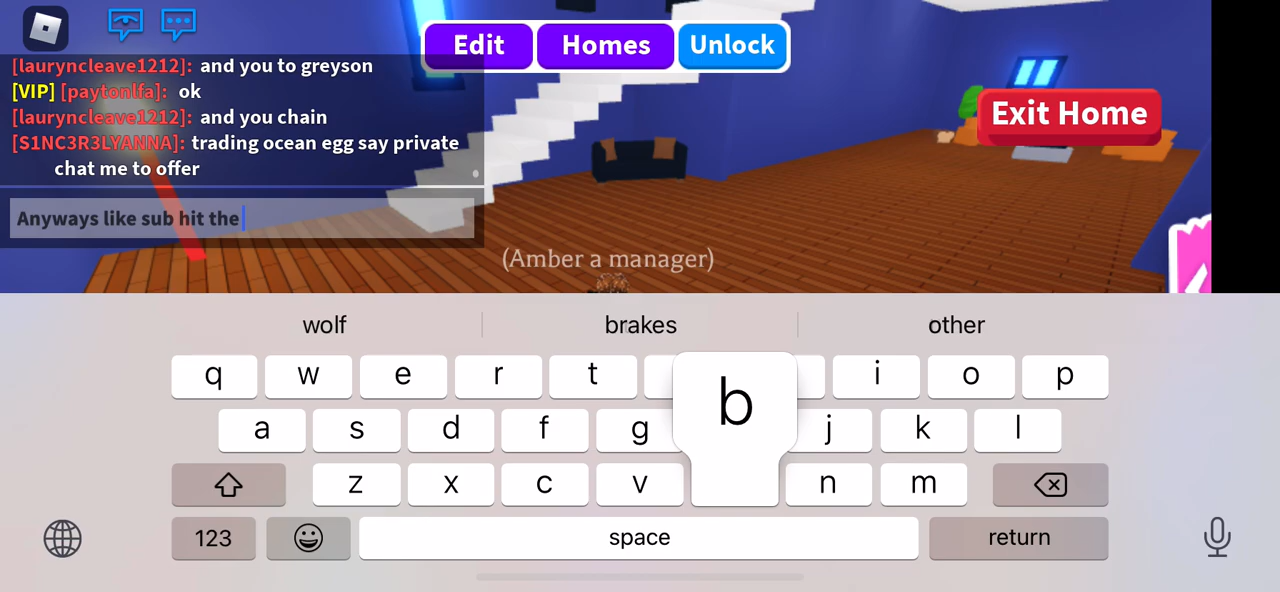 Edit Homes Unlock
[lauryncleave1212]: and you to greyson
[VIP] [paytonlfa]: ok
[lauryncleave1212]: and you chain
[S1NC3R3LYANNA]: trading ocean egg say private
chat me to offer
Exit Home
Anyways like sub hit the
(Amber a manager)
wolf brakes other
q w e r t i o p
a s d f g j k l
b
z x c v n m
123 space return